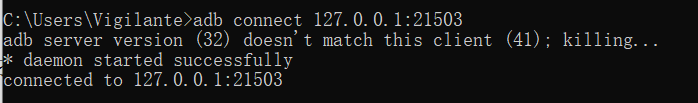 C:\Users\Vigilante>adb connect 127.0.0.1:21503
adb server version (32) doesn't match this client (41); killing...
* daemon started successfully
connected to 127.0.0.1:21503